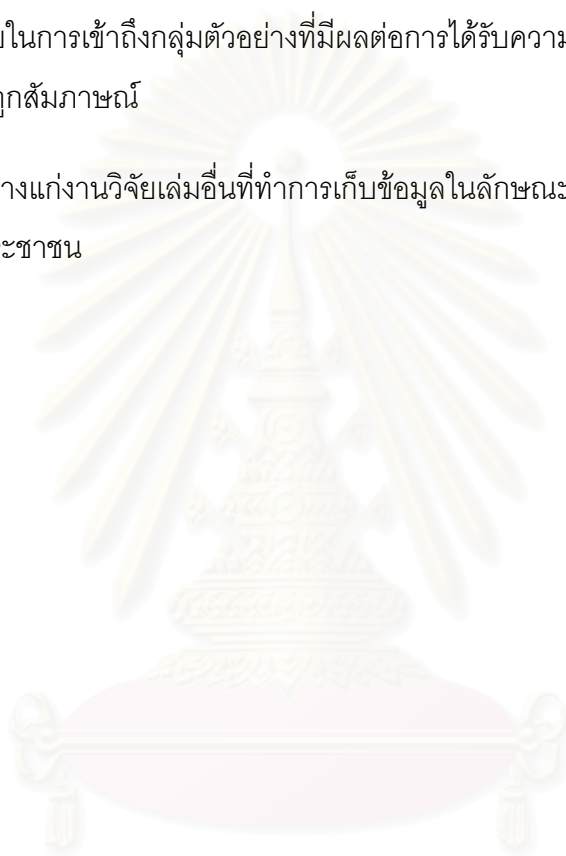 ในการเข้าถึงกลุ่มตัวอย่างที่มีผลต่อการได้รับความ
ถูกสัมภาษณ์
างแก่งานวิจัยเล่มอื่นที่ทำการเก็บข้อมูลในลักษณะ
ะชาชน